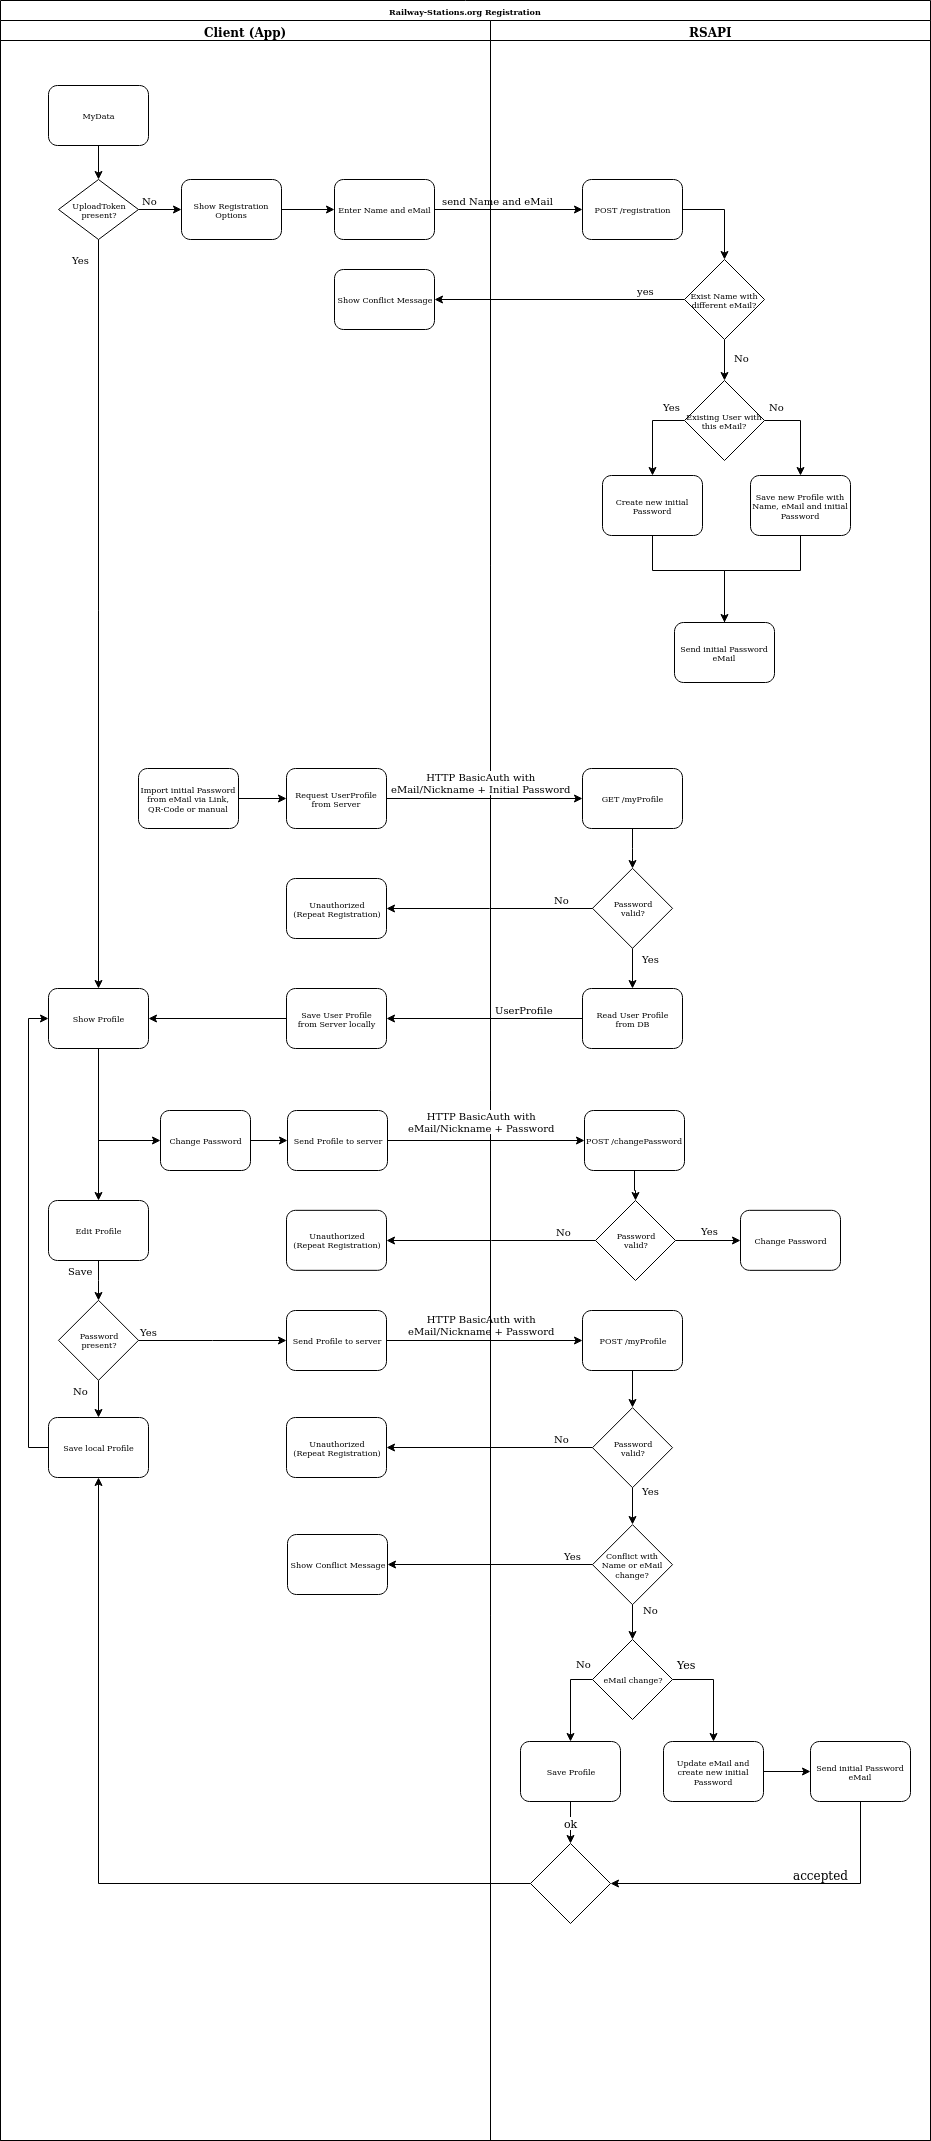 Railway-Stations.org Registration
Client (App)
RSAPI
MyData
UploadToken
present?
No
Yes
Show Registration
Options
Enter Name and eMail
send Name and eMail
POST /registration
Show Conflict Message
yes
Exist Name with
different eMail?
No
Existing User with
this eMail?
Yes
No
Create new initial
Password
Save new Profile with
Name, eMail and initial
Password
Send initial Password
eMail
Import initial Password
from eMail via Link,
QR-Code or manual
Request UserProfile
from Server
HTTP BasicAuth with
eMail/Nickname + Initial Password
GET /myProfile
Unauthorized
(Repeat Registration)
No
Password
valid?
Yes
Show Profile
Save User Profile
from Server locally
UserProfile
Read User Profile
from DB
Change Password
Send Profile to server
HTTP BasicAuth with
eMail/Nickname + Password
POST /changePassword
Edit Profile
Save
Unauthorized
(Repeat Registration)
No
Password
valid?
Yes
Change Password
Password
present?
Yes
No
Send Profile to server
HTTP BasicAuth with
eMail/Nickname + Password
POST /myProfile
Save local Profile
Unauthorized
(Repeat Registration)
No
Password
valid?
Yes
Show Conflict Message
Yes
Conflict with
Name or eMail
change?
No
No
eMail change?
Yes
Save Profile
Update eMail and
create new initial
Password
Send initial Password
eMail
ok
accepted